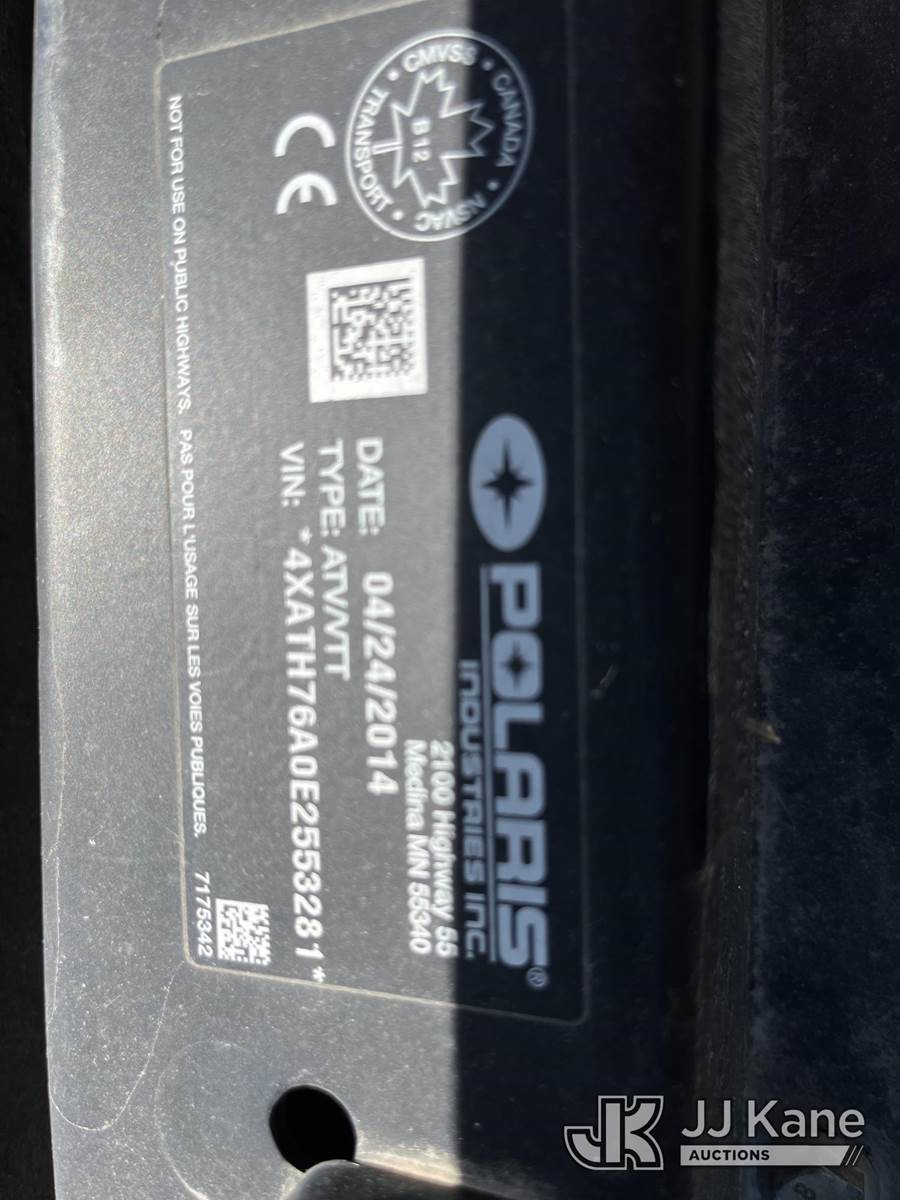 POLARIS®
INDUSTRIES INC.
2100 Highway 55
Medina MN 55340
CMVSS • CANADA • NSVAC • TRANSPORT •
B12
CE
DATE: 04/24/2014
TYPE: ATV/VTT
VIN: *4XATH76A0E2553281*
NOT FOR USE ON PUBLIC HIGHWAYS. PAS POUR L'USAGE SUR LES VOIES PUBLIQUES. 7175342
JK JJ Kane
AUCTIONS